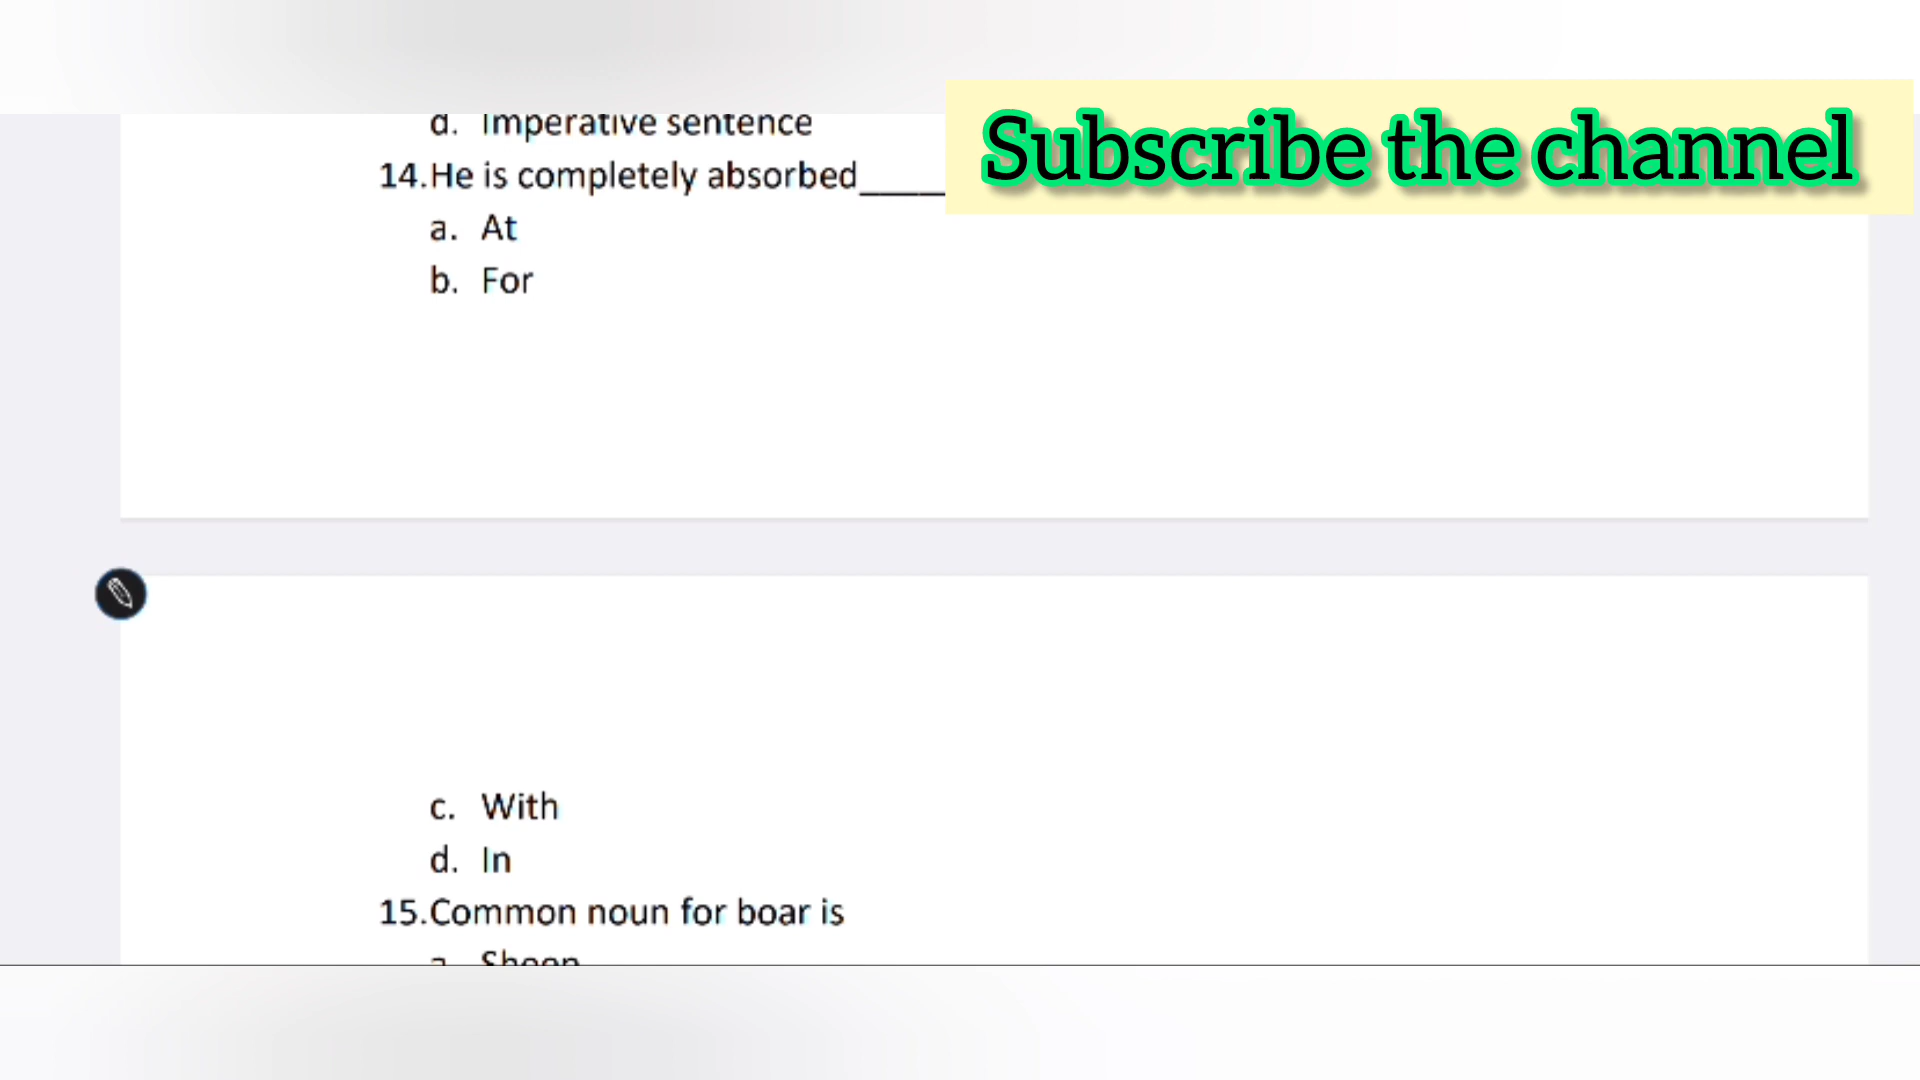 d. Imperative sentence
Subscribe the channel
14.He is completely absorbed_____
a. At
b. For
c. With
d. In
15.Common noun for boar is
a. Sheep